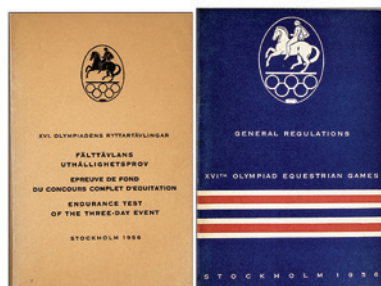 XVI. OLYMPIADENS RYTTARTÄVLINGAR
FÄLTTÄVLANS
UTHÅLLIGHETSPROV
EPREUVE DE FOND
DU CONCOURS COMPLET D'EQUITATION
ENDURANCE TEST
OF THE THREE-DAY EVENT
STOCKHOLM 1956
GENERAL REGULATIONS
XVITH OLYMPIAD EQUESTRIAN GAMES
STOCKHOLM 1956